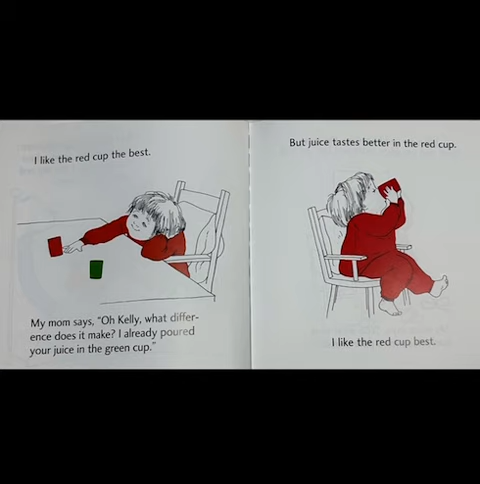 I like the red cup the best.
My mom says, "Oh Kelly, what differ-
ence does it make? I already poured
your juice in the green cup."
But juice tastes better in the red cup.
I like the red cup best.